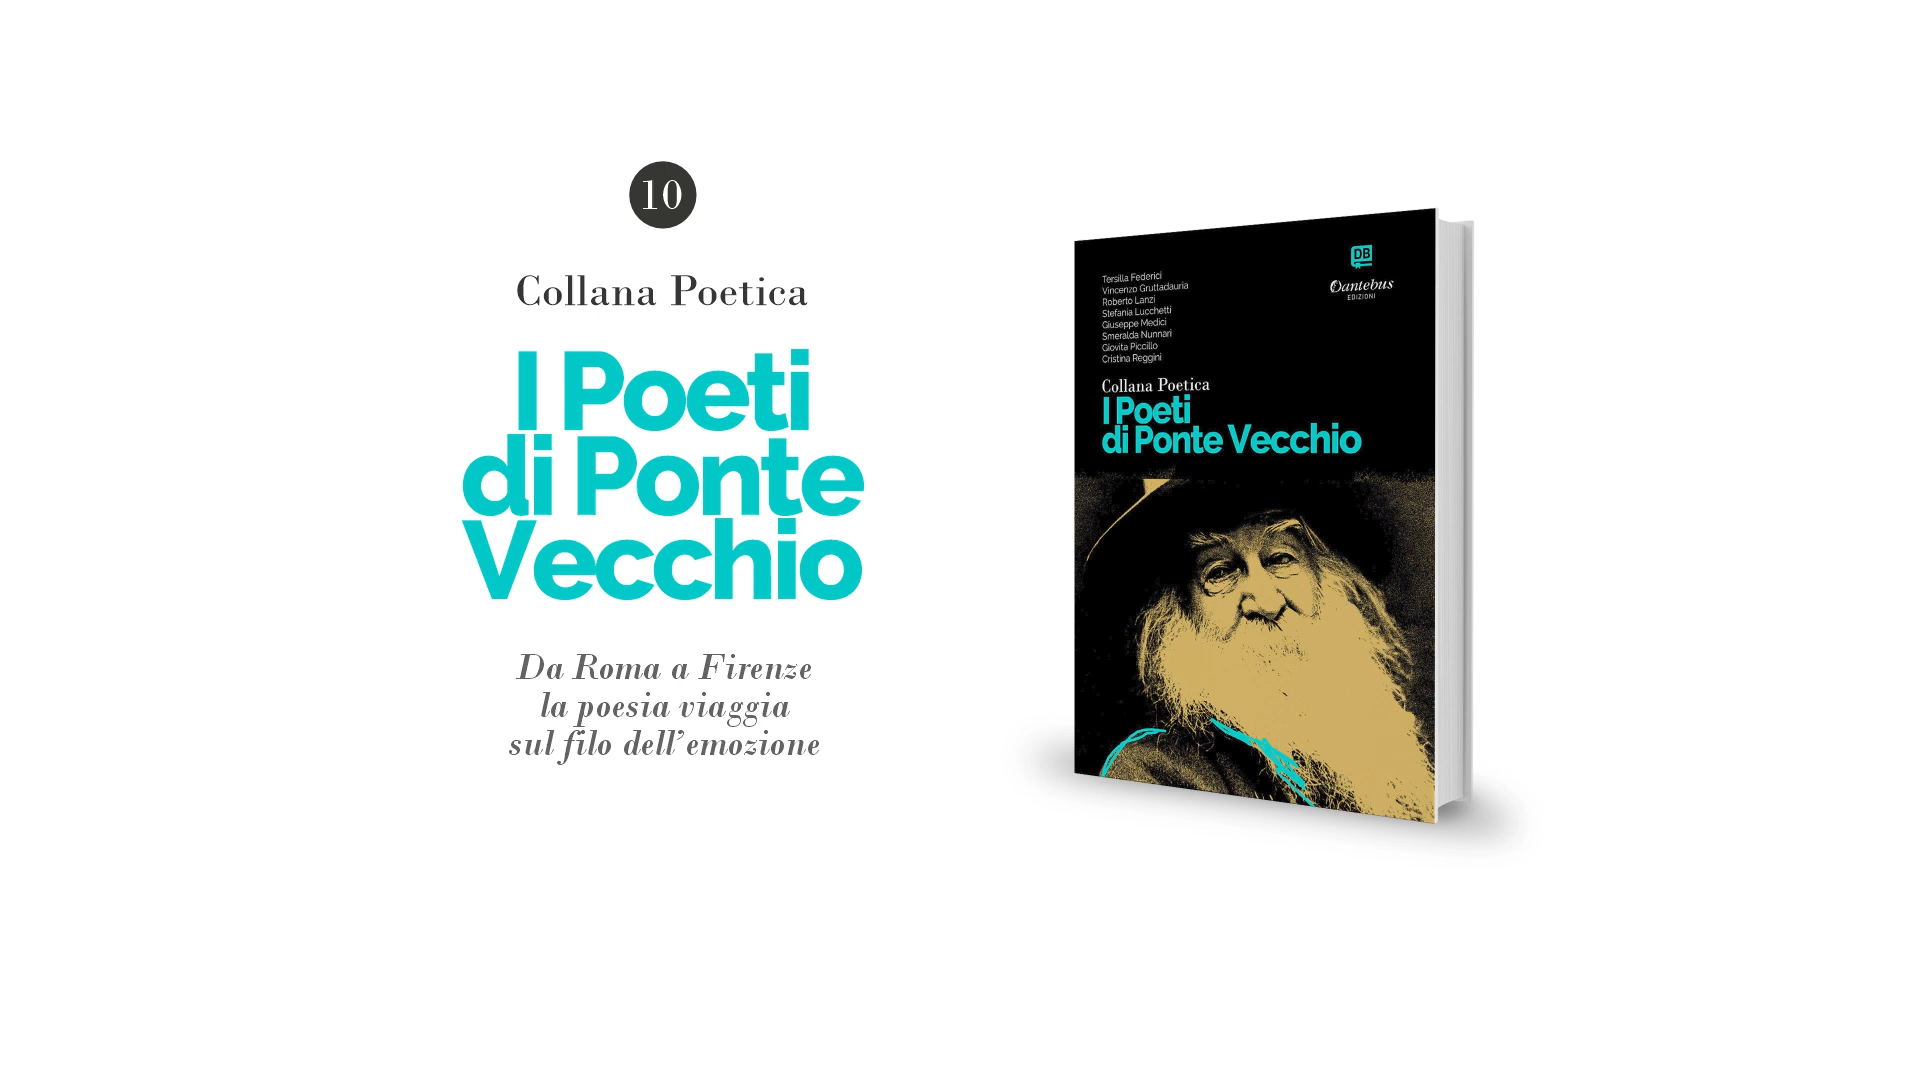 10
Collana Poetica
I Poeti
di Ponte
Vecchio
Da Roma a Firenze
la poesia viaggia
sul filo dell'emozione
DB
Dantebus
EDIZIONI
Tersilla Federici
Vincenzo Gruttadauria
Roberto Lanzi
Stefania Lucchetti
Giuseppe Medici
Smeralda Nunnari
Giovita Piccillo
Cristina Reggini
Collana Poetica
I Poeti
di Ponte Vecchio